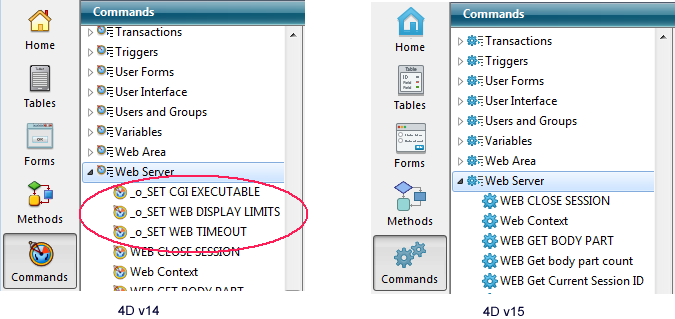 Commands
Home
Tables
Forms
Methods
Commands
Transactions
Triggers
User Forms
User Interface
Users and Groups
Variables
Web Area
Web Server
_o_SET CGI EXECUTABLE
_o_SET WEB DISPLAY LIMITS
_o_SET WEB TIMEOUT
WEB CLOSE SESSION
Web Context
WEB GET BODY PART
4D v14
Commands
Home
Tables
Forms
Methods
Commands
Transactions
Triggers
User Forms
User Interface
Users and Groups
Variables
Web Area
Web Server
WEB CLOSE SESSION
Web Context
WEB GET BODY PART
WEB Get body part count
WEB Get Current Session ID
4D v15